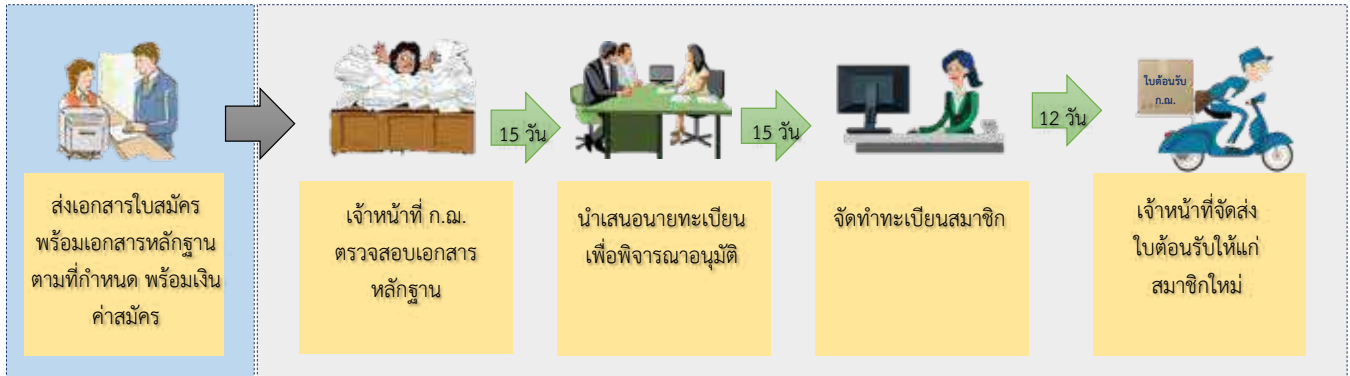 ส่งเอกสารใบสมัคร
พร้อมเอกสารหลักฐาน
ตามที่กำหนด พร้อมเงิน
ค่าสมัคร
เจ้าหน้าที่ ก.ฌ.
ตรวจสอบเอกสาร
หลักฐาน
15 วัน
นำเสนอนายทะเบียน
เพื่อพิจารณาอนุมัติ
15 วัน
จัดทำทะเบียนสมาชิก
12 วัน
ใบต้อนรับ
ก.ฌ.
เจ้าหน้าที่จัดส่ง
ใบต้อนรับให้แก่
สมาชิกใหม่